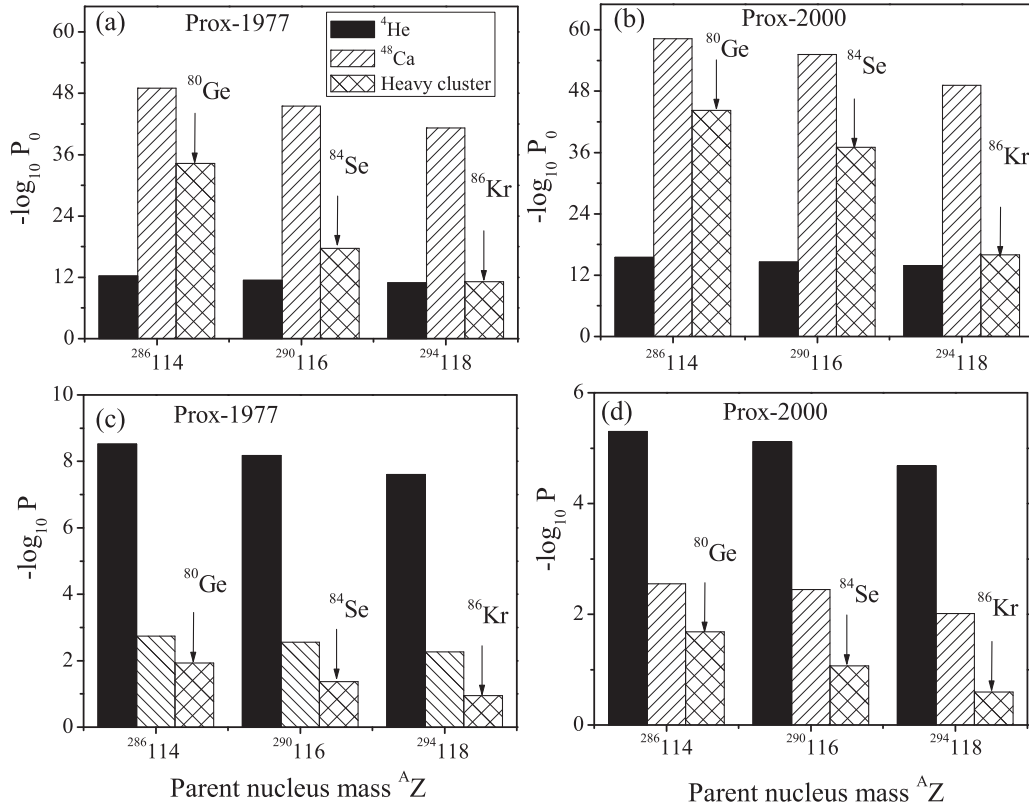 (a) Prox-1977
⁴He
⁴⁸Ca
Heavy cluster
⁸⁰Ge
⁸⁴Se
⁸⁶Kr
-log₁₀ P₀
60
48
36
24
12
0
²⁸⁶114 ²⁹⁰116 ²⁹⁴118
(b) Prox-2000
⁸⁰Ge
⁸⁴Se
⁸⁶Kr
-log₁₀ P₀
60
48
36
24
12
0
²⁸⁶114 ²⁹⁰116 ²⁹⁴118
(c) Prox-1977
⁸⁰Ge
⁸⁴Se
⁸⁶Kr
-log₁₀ P
10
8
6
4
2
0
²⁸⁶114 ²⁹⁰116 ²⁹⁴118
Parent nucleus mass ᴬZ
(d) Prox-2000
⁸⁰Ge
⁸⁴Se
⁸⁶Kr
-log₁₀ P
6
4
2
0
²⁸⁶114 ²⁹⁰116 ²⁹⁴118
Parent nucleus mass ᴬZ